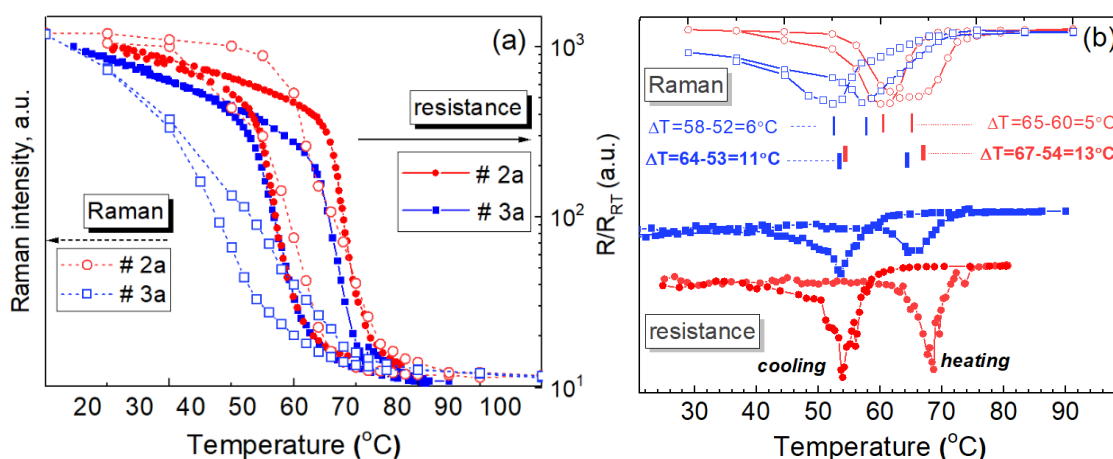 (a)
10³
resistance
# 2a
# 3a
10²
Raman
# 2a
# 3a
10¹
Raman intensity, a.u.
20 30 40 50 60 70 80 90 100
Temperature (°C)
(b)
Raman
ΔT=58-52=6°C
ΔT=65-60=5°C
ΔT=64-53=11°C
ΔT=67-54=13°C
R/R_RT (a.u.)
resistance
cooling
heating
30 40 50 60 70 80 90
Temperature (°C)